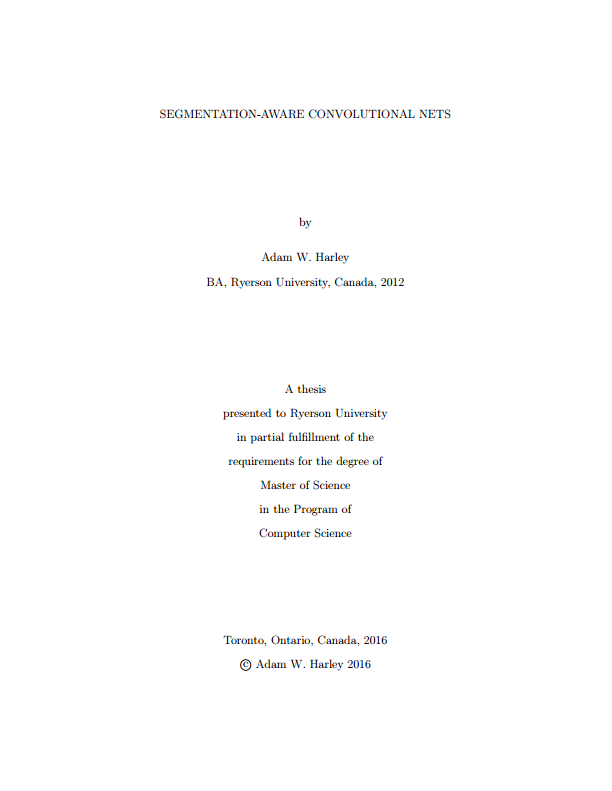 SEGMENTATION-AWARE CONVOLUTIONAL NETS
by
Adam W. Harley
BA, Ryerson University, Canada, 2012
A thesis
presented to Ryerson University
in partial fulfillment of the
requirements for the degree of
Master of Science
in the Program of
Computer Science
Toronto, Ontario, Canada, 2016
© Adam W. Harley 2016